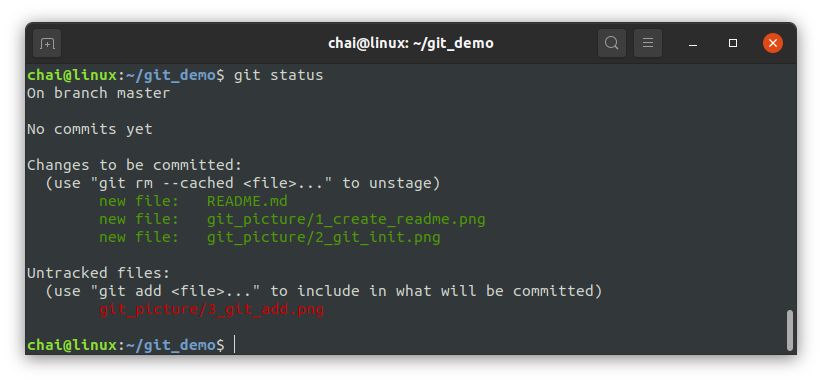 chai@linux: ~/git_demo
chai@linux:~/git_demo$ git status
On branch master
No commits yet
Changes to be committed:
  (use "git rm --cached <file>..." to unstage)
        new file:   README.md
        new file:   git_picture/1_create_readme.png
        new file:   git_picture/2_git_init.png
Untracked files:
  (use "git add <file>..." to include in what will be committed)
        git_picture/3_git_add.png
chai@linux:~/git_demo$